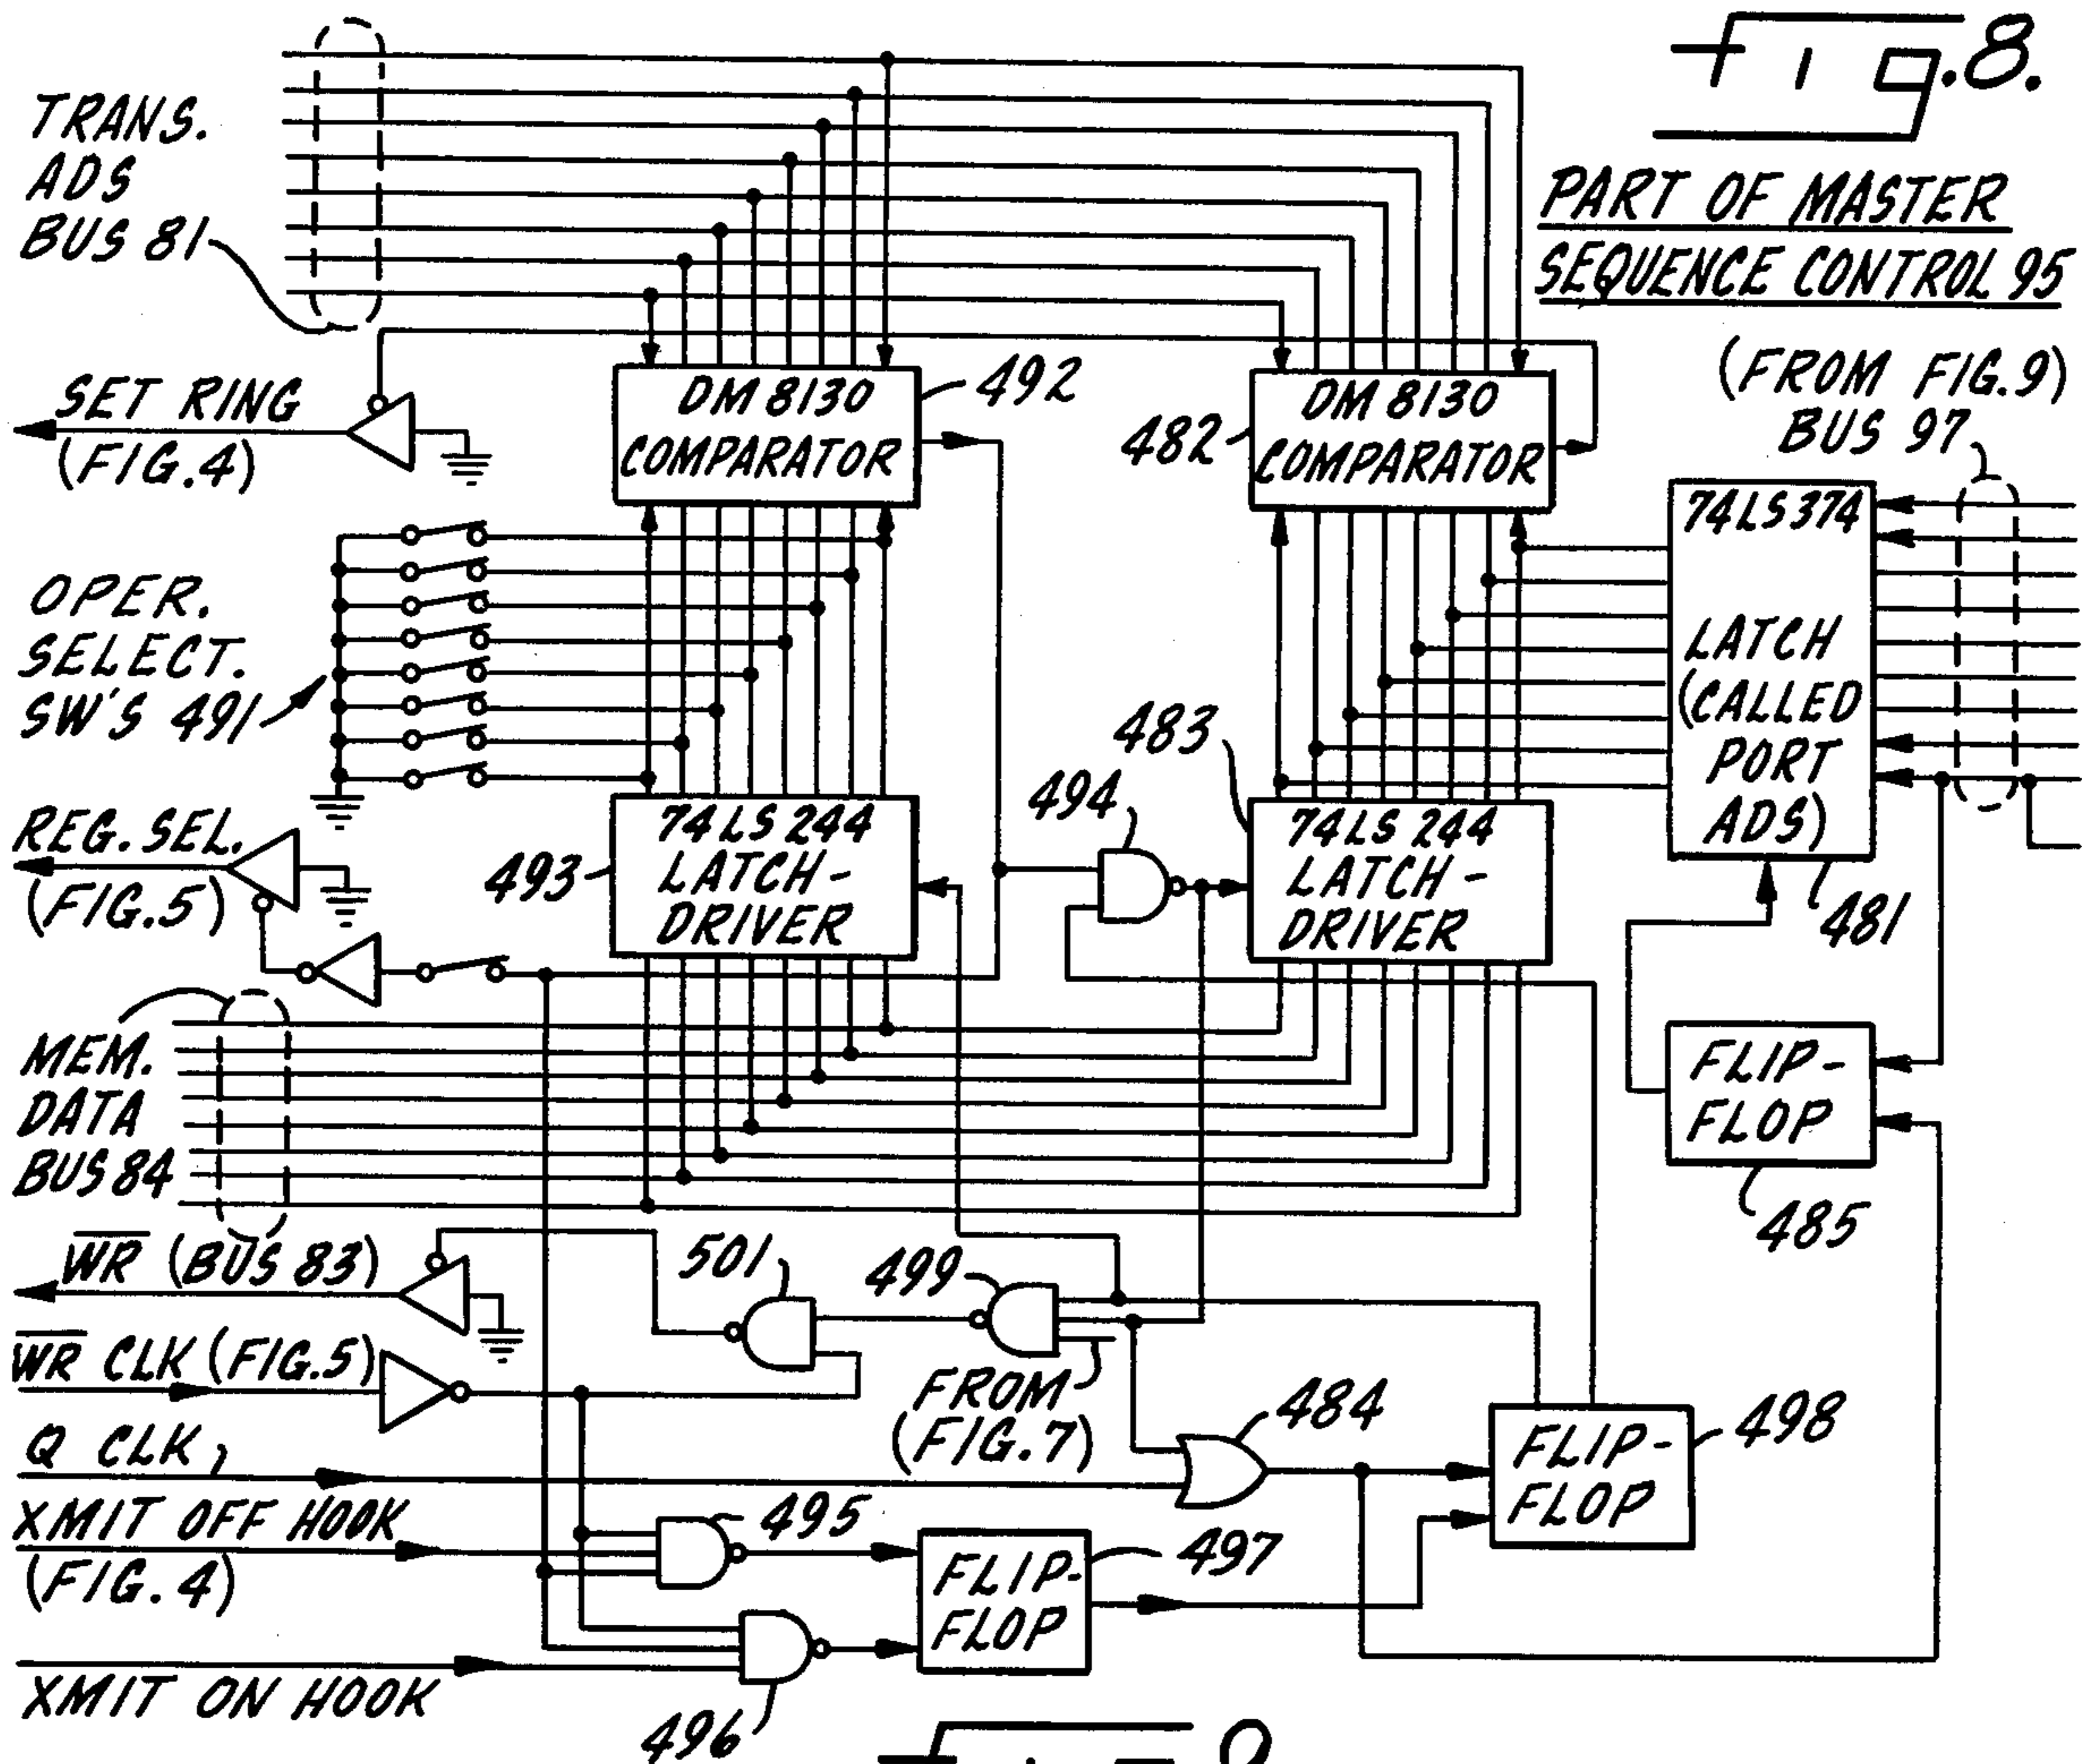 Fig. 8.
PART OF MASTER
SEQUENCE CONTROL 95
TRANS.
ADS
BUS 81
(FROM FIG. 9)
BUS 97
SET RING
(FIG. 4)
DM 8130
COMPARATOR
492
DM 8130
COMPARATOR
482
74LS374
LATCH
(CALLED
PORT
ADS)
481
OPER.
SELECT.
SW'S 491
REG. SEL.
(FIG. 5)
74LS 244
LATCH-
DRIVER
493
494
483
74LS 244
LATCH-
DRIVER
FLIP-
FLOP
485
MEM.
DATA
BUS 84
WR (BUS 83)
501
499
WR CLK (FIG. 5)
FROM
(FIG. 7)
484
FLIP-
FLOP
498
Q CLK
XMIT OFF HOOK
(FIG. 4)
495
FLIP-
FLOP
497
XMIT ON HOOK
496